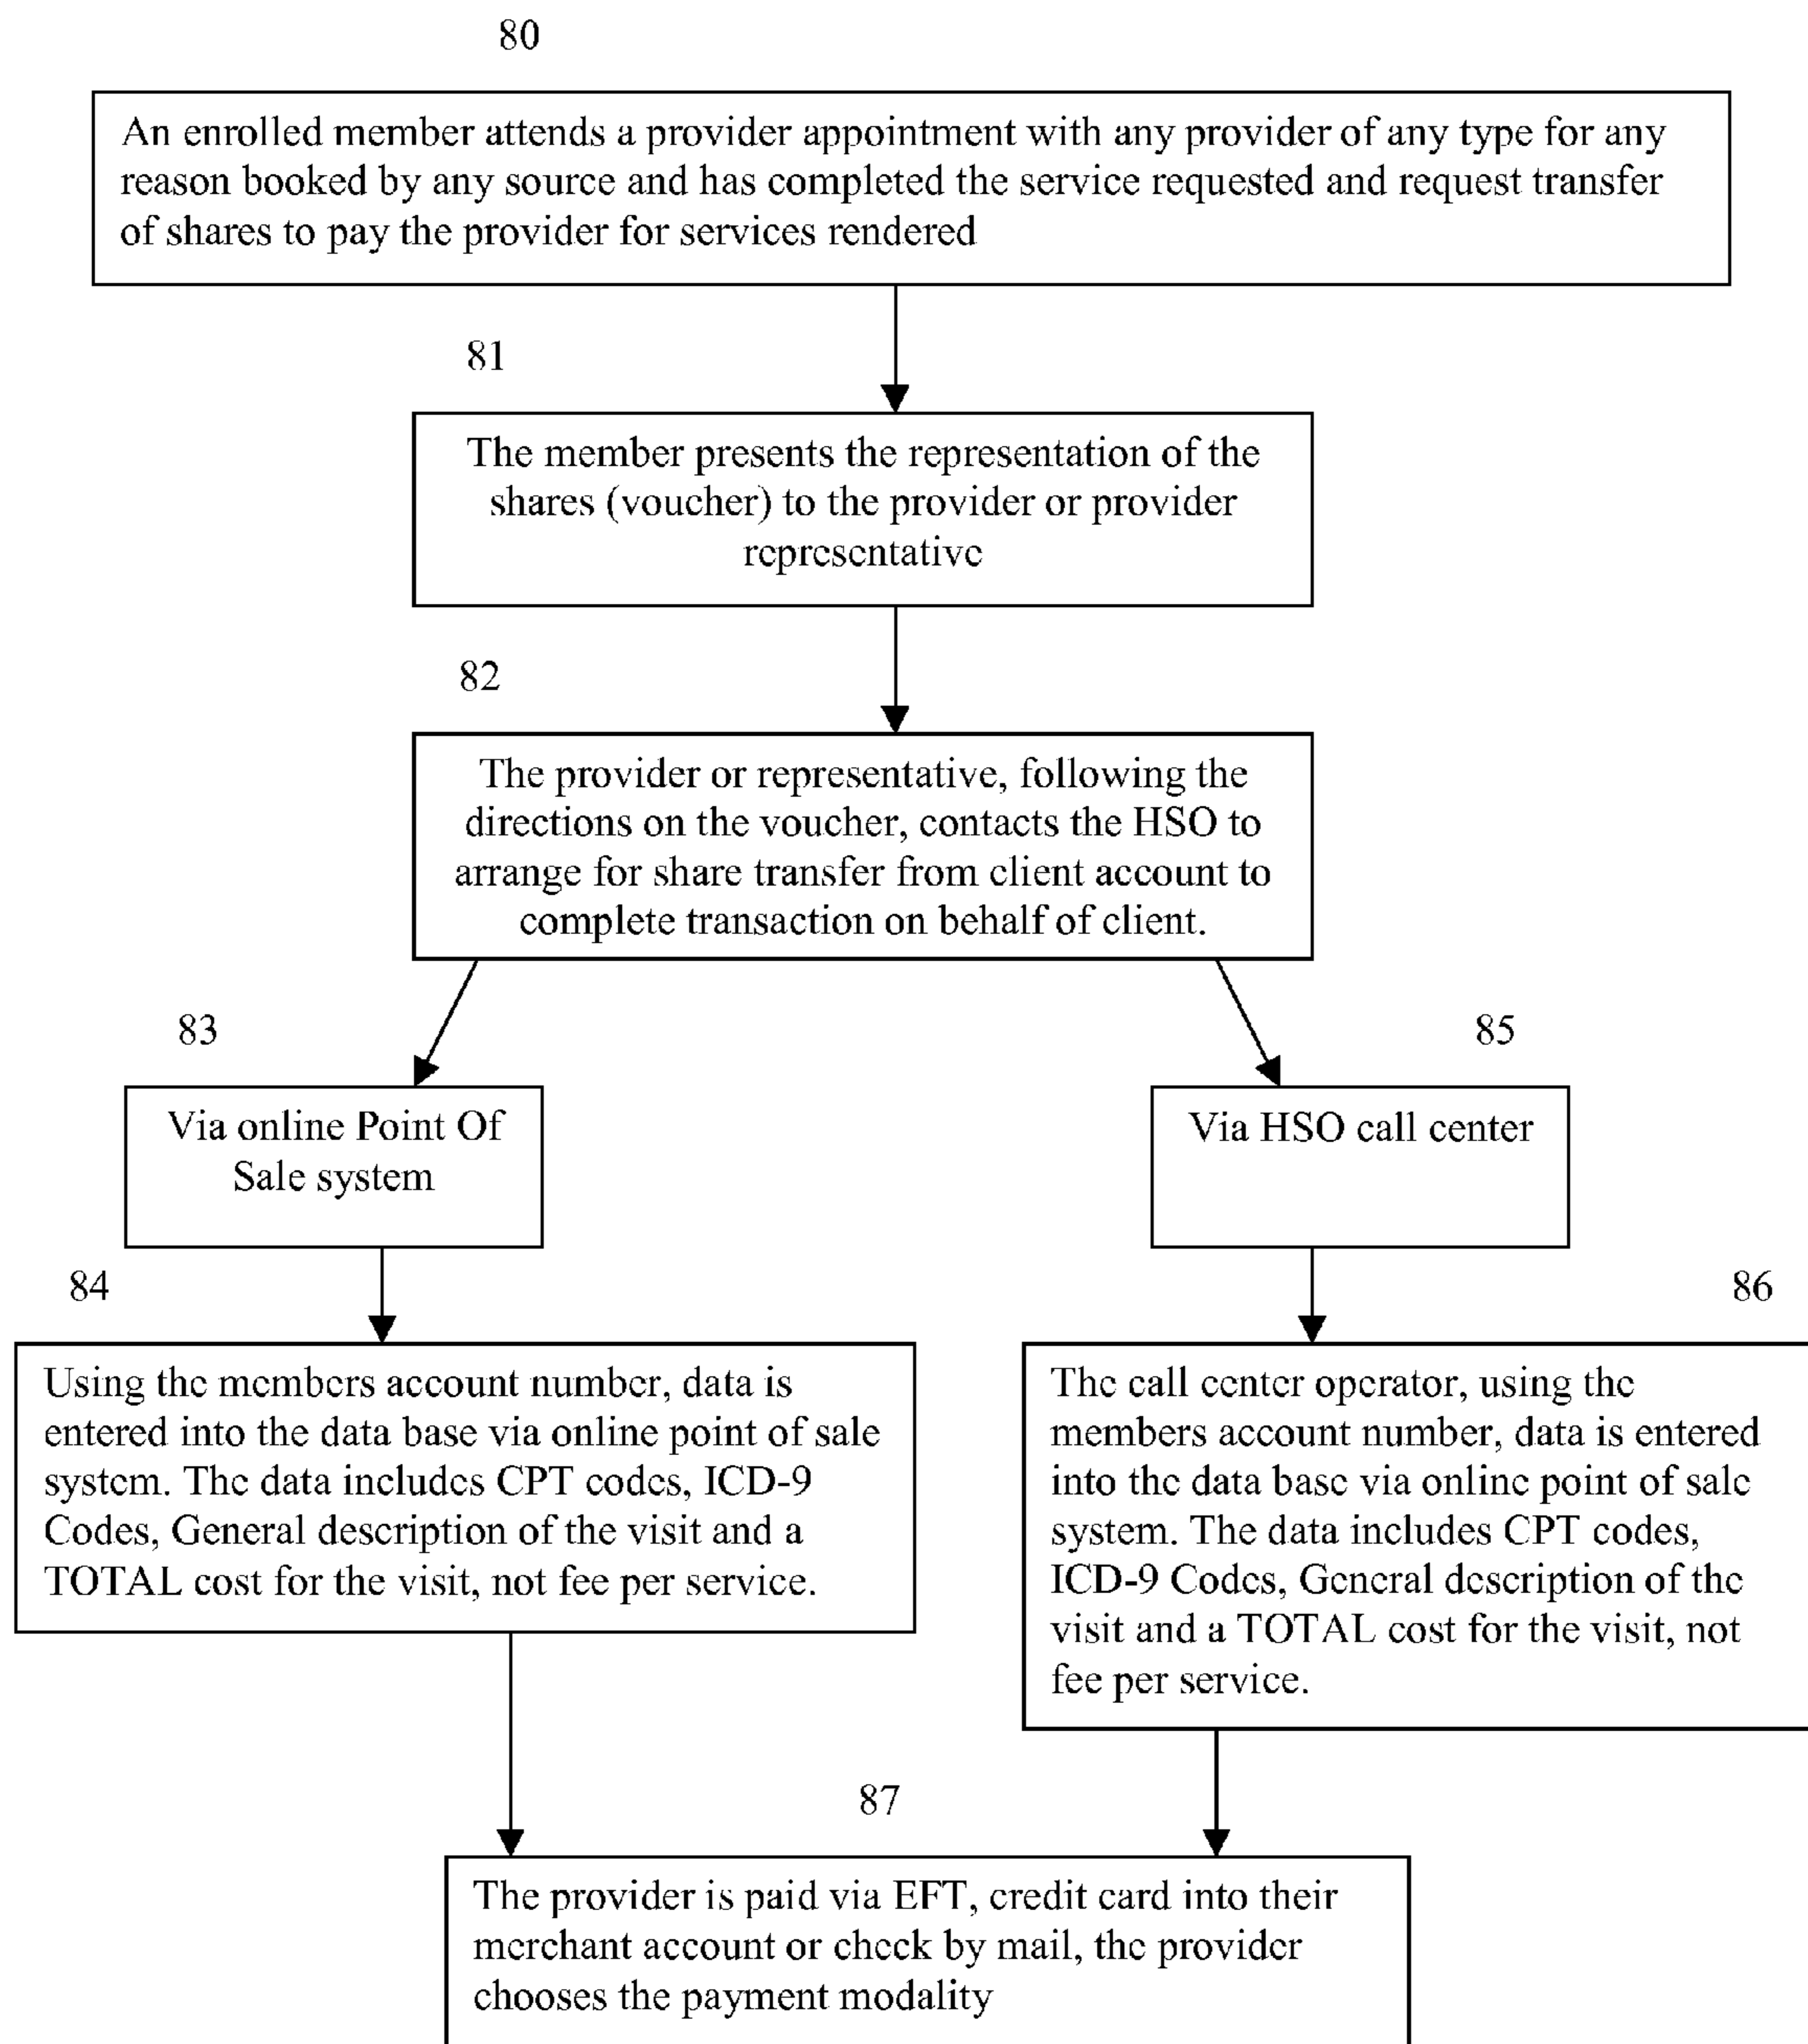 80
An enrolled member attends a provider appointment with any provider of any type for any
reason booked by any source and has completed the service requested and request transfer
of shares to pay the provider for services rendered
81
The member presents the representation of the
shares (voucher) to the provider or provider
representative
82
The provider or representative, following the
directions on the voucher, contacts the HSO to
arrange for share transfer from client account to
complete transaction on behalf of client.
83
Via online Point Of
Sale system
85
Via HSO call center
84
Using the members account number, data is
entered into the data base via online point of sale
system. The data includes CPT codes, ICD-9
Codes, General description of the visit and a
TOTAL cost for the visit, not fee per service.
86
The call center operator, using the
members account number, data is entered
into the data base via online point of sale
system. The data includes CPT codes,
ICD-9 Codes, General description of the
visit and a TOTAL cost for the visit, not
fee per service.
87
The provider is paid via EFT, credit card into their
merchant account or check by mail, the provider
chooses the payment modality